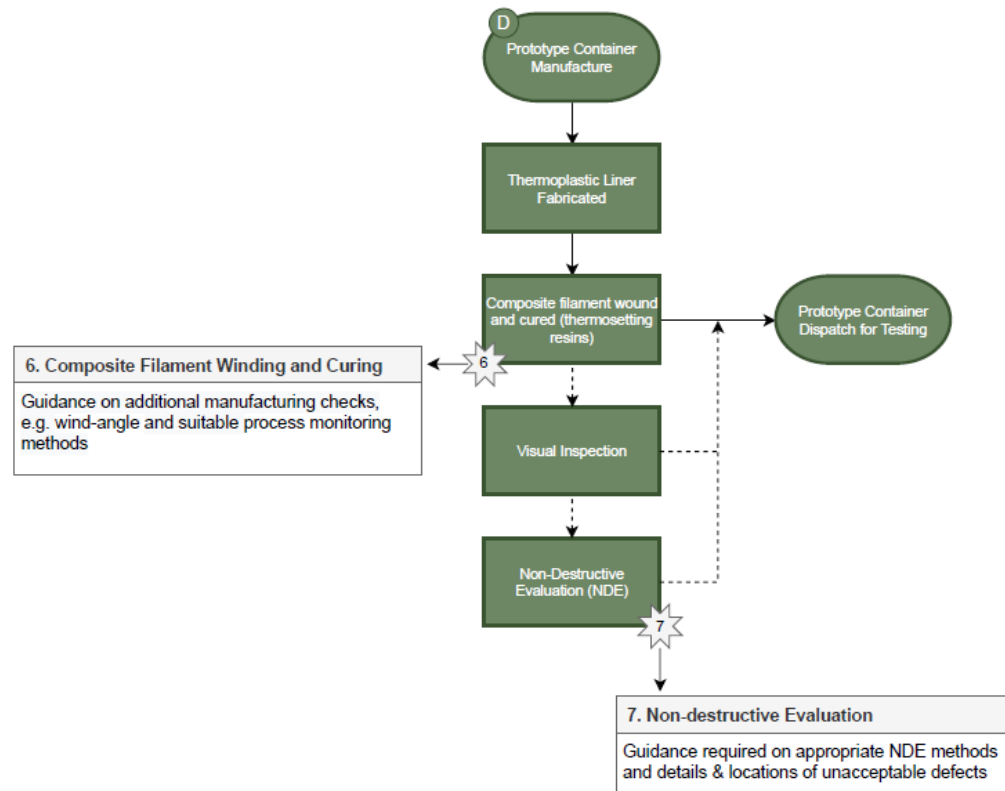 D
Prototype Container
Manufacture
Thermoplastic Liner
Fabricated
Composite filament wound
and cured (thermosetting
resins)
Prototype Container
Dispatch for Testing
6
6. Composite Filament Winding and Curing
Guidance on additional manufacturing checks,
e.g. wind-angle and suitable process monitoring
methods
Visual Inspection
Non-Destructive
Evaluation (NDE)
7
7. Non-destructive Evaluation
Guidance required on appropriate NDE methods
and details & locations of unacceptable defects